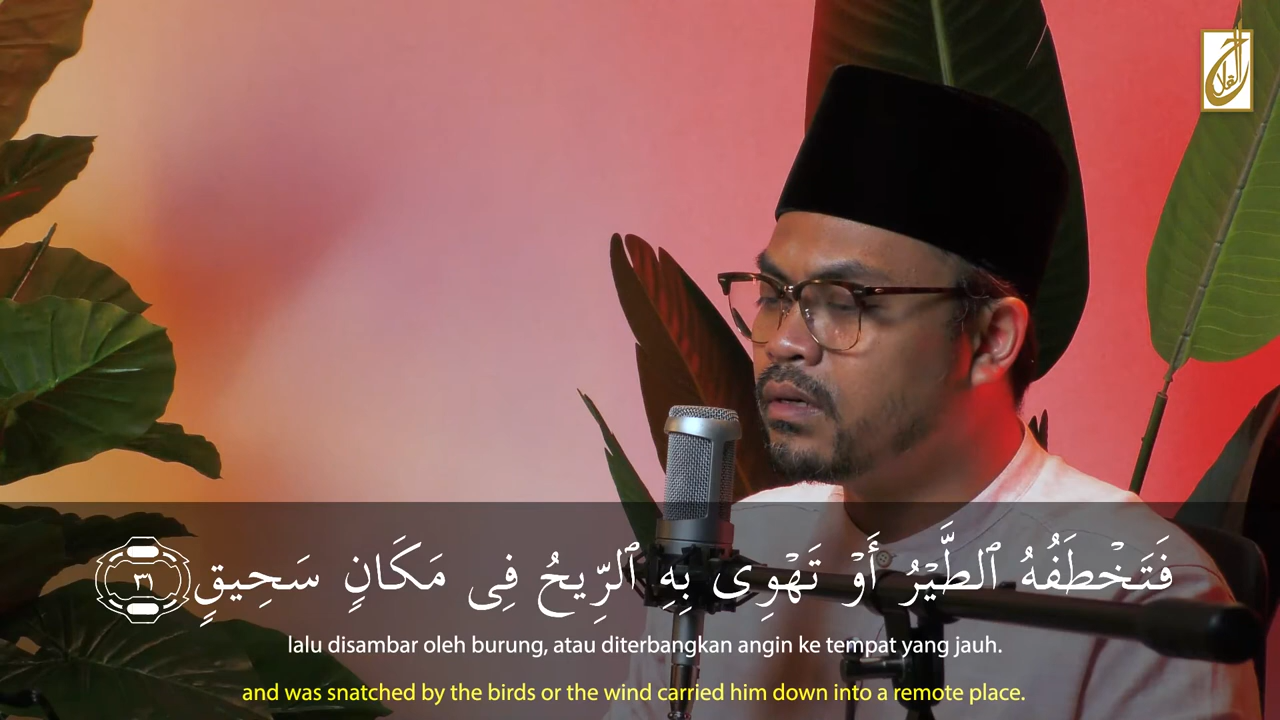 فَتَخْطَفُهُ ٱلطَّيْرُ أَوْ تَهْوِى بِهِ ٱلرِّيحُ فِى مَكَانٍ سَحِيقٍ ٣١
lalu disambar oleh burung, atau diterbangkan angin ke tempat yang jauh.
and was snatched by the birds or the wind carried him down into a remote place.